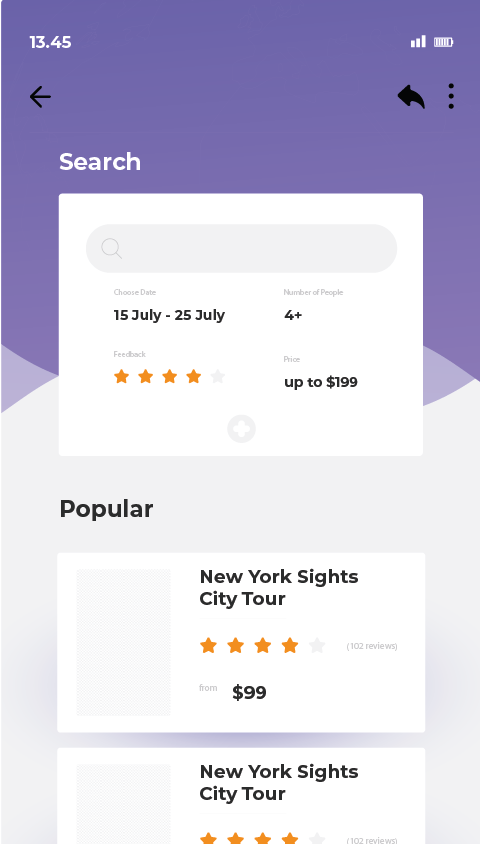 13.45
Search
Choose Date
Number of People
15 July - 25 July
4+
Feedback
Price
up to $199
Popular
New York Sights
City Tour
(102 reviews)
from $99
New York Sights
City Tour
(102 reviews)